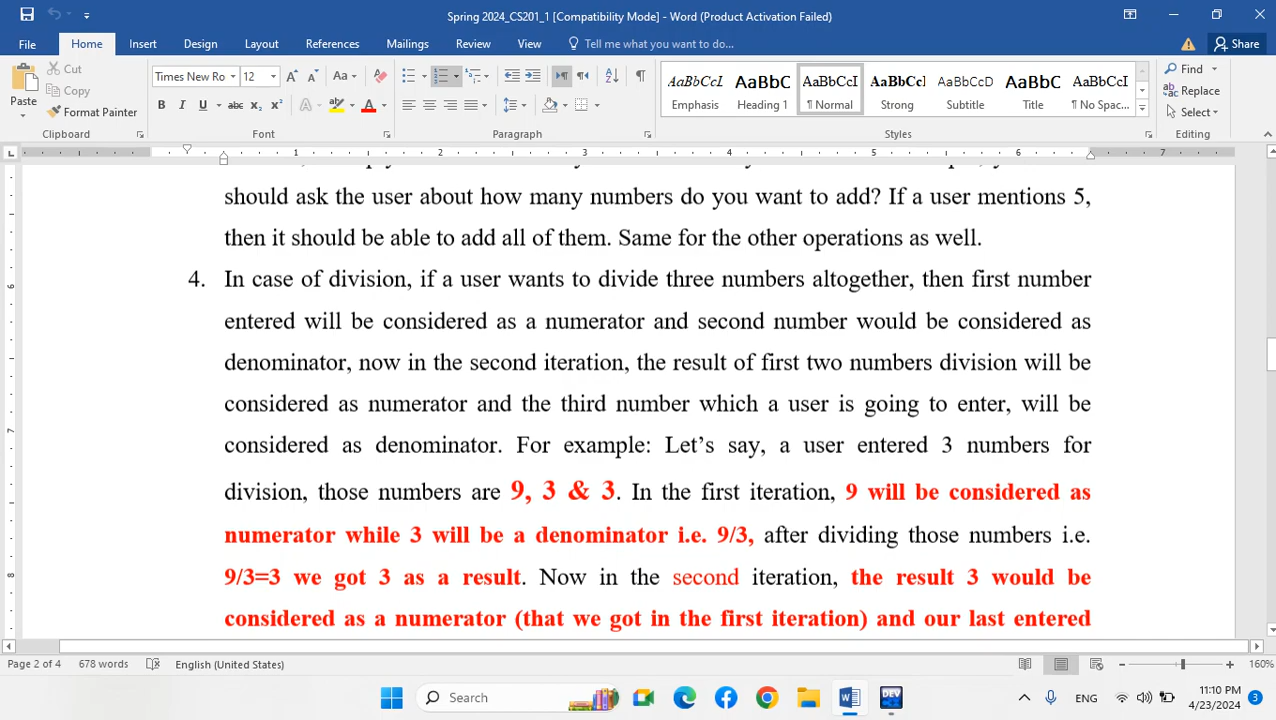 Spring 2024_CS201_1 [Compatibility Mode] - Word (Product Activation Failed)
File Home Insert Design Layout References Mailings Review View Tell me what you want to do... Share
Paste Cut Copy Format Painter
Times New Ro 12
AaBbCcI AaBbC AaBbCcI AaBbCcI AaBbCcD AaBbC AaBbCcI
Emphasis Heading 1 ¶ Normal Strong Subtitle Title ¶ No Spac...
Find Replace Select
Clipboard Font Paragraph Styles Editing
1 2 3 4 5 6 7
should ask the user about how many numbers do you want to add? If a user mentions 5,
then it should be able to add all of them. Same for the other operations as well.
4. In case of division, if a user wants to divide three numbers altogether, then first number
entered will be considered as a numerator and second number would be considered as
denominator, now in the second iteration, the result of first two numbers division will be
considered as numerator and the third number which a user is going to enter, will be
considered as denominator. For example: Let’s say, a user entered 3 numbers for
division, those numbers are 9, 3 & 3. In the first iteration, 9 will be considered as
numerator while 3 will be a denominator i.e. 9/3, after dividing those numbers i.e.
9/3=3 we got 3 as a result. Now in the second iteration, the result 3 would be
considered as a numerator (that we got in the first iteration) and our last entered
Page 2 of 4 678 words English (United States) 160%
Search DEV ENG 11:10 PM 4/23/2024 3